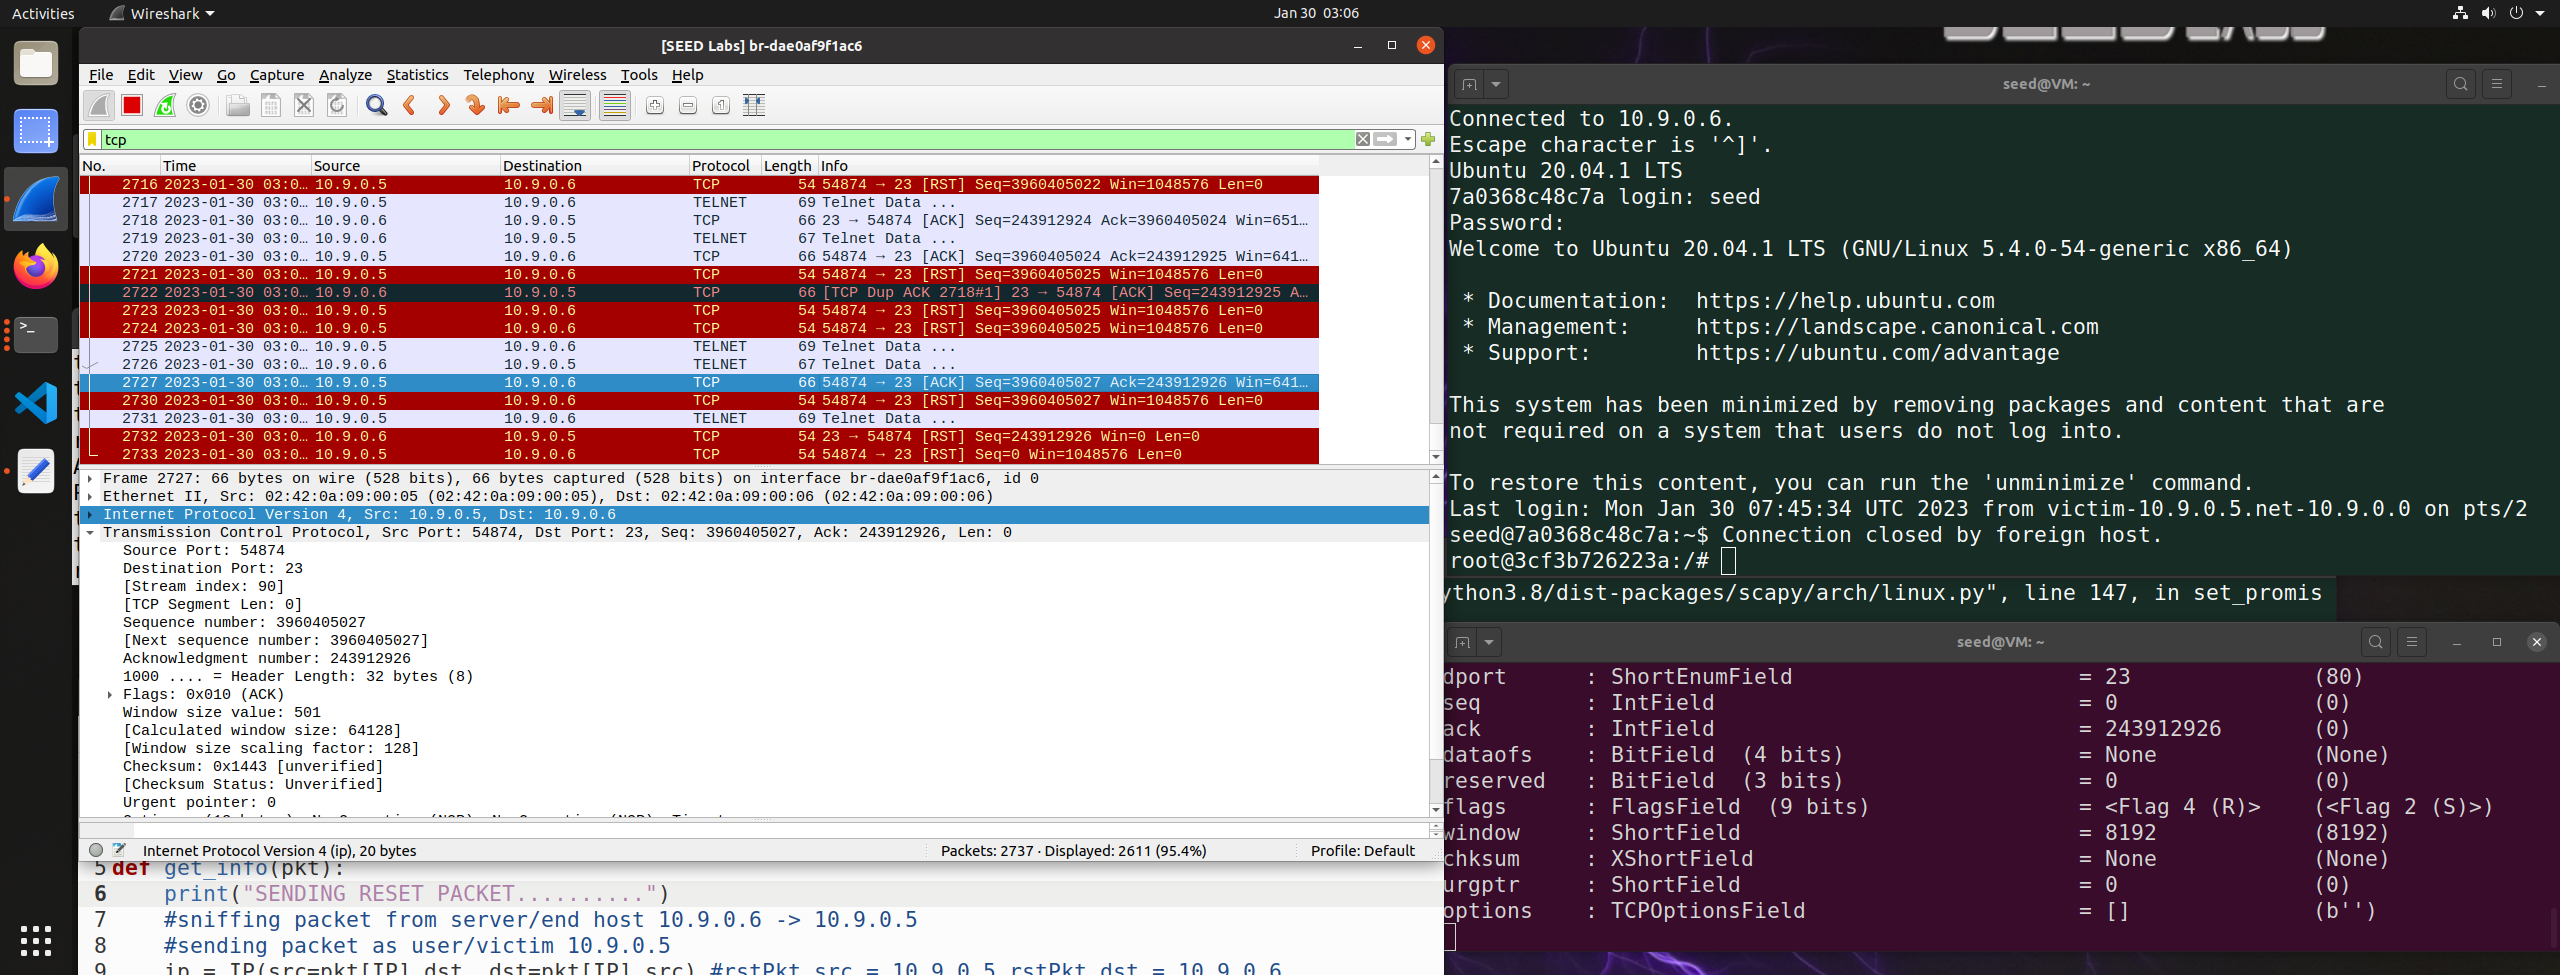 Activities
Wireshark
Jan 30 03:06
[SEED Labs] br-dae0af9f1ac6
File Edit View Go Capture Analyze Statistics Telephony Wireless Tools Help
tcp
No. Time Source Destination Protocol Length Info
2716 2023-01-30 03:0… 10.9.0.5 10.9.0.6 TCP 54 54874 → 23 [RST] Seq=3960405022 Win=1048576 Len=0
2717 2023-01-30 03:0… 10.9.0.5 10.9.0.6 TELNET 69 Telnet Data ...
2718 2023-01-30 03:0… 10.9.0.6 10.9.0.5 TCP 66 23 → 54874 [ACK] Seq=243912924 Ack=3960405024 Win=651…
2719 2023-01-30 03:0… 10.9.0.6 10.9.0.5 TELNET 67 Telnet Data ...
2720 2023-01-30 03:0… 10.9.0.5 10.9.0.6 TCP 66 54874 → 23 [ACK] Seq=3960405024 Ack=243912925 Win=641…
2721 2023-01-30 03:0… 10.9.0.5 10.9.0.6 TCP 54 54874 → 23 [RST] Seq=3960405025 Win=1048576 Len=0
2722 2023-01-30 03:0… 10.9.0.6 10.9.0.5 TCP 66 [TCP Dup ACK 2718#1] 23 → 54874 [ACK] Seq=243912925 A…
2723 2023-01-30 03:0… 10.9.0.5 10.9.0.6 TCP 54 54874 → 23 [RST] Seq=3960405025 Win=1048576 Len=0
2724 2023-01-30 03:0… 10.9.0.5 10.9.0.6 TCP 54 54874 → 23 [RST] Seq=3960405025 Win=1048576 Len=0
2725 2023-01-30 03:0… 10.9.0.5 10.9.0.6 TELNET 69 Telnet Data ...
2726 2023-01-30 03:0… 10.9.0.6 10.9.0.5 TELNET 67 Telnet Data ...
2727 2023-01-30 03:0… 10.9.0.5 10.9.0.6 TCP 66 54874 → 23 [ACK] Seq=3960405027 Ack=243912926 Win=641…
2730 2023-01-30 03:0… 10.9.0.5 10.9.0.6 TCP 54 54874 → 23 [RST] Seq=3960405027 Win=1048576 Len=0
2731 2023-01-30 03:0… 10.9.0.5 10.9.0.6 TELNET 69 Telnet Data ...
2732 2023-01-30 03:0… 10.9.0.6 10.9.0.5 TCP 54 23 → 54874 [RST] Seq=243912926 Win=0 Len=0
2733 2023-01-30 03:0… 10.9.0.5 10.9.0.6 TCP 54 54874 → 23 [RST] Seq=0 Win=1048576 Len=0
Frame 2727: 66 bytes on wire (528 bits), 66 bytes captured (528 bits) on interface br-dae0af9f1ac6, id 0
Ethernet II, Src: 02:42:0a:09:00:05 (02:42:0a:09:00:05), Dst: 02:42:0a:09:00:06 (02:42:0a:09:00:06)
Internet Protocol Version 4, Src: 10.9.0.5, Dst: 10.9.0.6
Transmission Control Protocol, Src Port: 54874, Dst Port: 23, Seq: 3960405027, Ack: 243912926, Len: 0
Source Port: 54874
Destination Port: 23
[Stream index: 90]
[TCP Segment Len: 0]
Sequence number: 3960405027
[Next sequence number: 3960405027]
Acknowledgment number: 243912926
1000 .... = Header Length: 32 bytes (8)
Flags: 0x010 (ACK)
Window size value: 501
[Calculated window size: 64128]
[Window size scaling factor: 128]
Checksum: 0x1443 [unverified]
[Checksum Status: Unverified]
Urgent pointer: 0
Internet Protocol Version 4 (ip), 20 bytes
Packets: 2737 · Displayed: 2611 (95.4%)
Profile: Default
5 def get_info(pkt):
6 print("SENDING RESET PACKET..........")
7 #sniffing packet from server/end host 10.9.0.6 -> 10.9.0.5
8 #sending packet as user/victim 10.9.0.5
9 ip = IP(src=pkt[IP].dst, dst=pkt[IP].src) #rstPkt src = 10.9.0.5 rstPkt dst = 10.9.0.6
seed@VM: ~
Connected to 10.9.0.6.
Escape character is '^]'.
Ubuntu 20.04.1 LTS
7a0368c48c7a login: seed
Password:
Welcome to Ubuntu 20.04.1 LTS (GNU/Linux 5.4.0-54-generic x86_64)
* Documentation: https://help.ubuntu.com
* Management: https://landscape.canonical.com
* Support: https://ubuntu.com/advantage
This system has been minimized by removing packages and content that are
not required on a system that users do not log into.
To restore this content, you can run the 'unminimize' command.
Last login: Mon Jan 30 07:45:34 UTC 2023 from victim-10.9.0.5.net-10.9.0.0 on pts/2
seed@7a0368c48c7a:~$ Connection closed by foreign host.
root@3cf3b726223a:/#
ython3.8/dist-packages/scapy/arch/linux.py", line 147, in set_promis
seed@VM: ~
dport : ShortEnumField = 23 (80)
seq : IntField = 0 (0)
ack : IntField = 243912926 (0)
dataofs : BitField (4 bits) = None (None)
reserved : BitField (3 bits) = 0 (0)
flags : FlagsField (9 bits) = <Flag 4 (R)> (<Flag 2 (S)>)
window : ShortField = 8192 (8192)
chksum : XShortField = None (None)
urgptr : ShortField = 0 (0)
options : TCPOptionsField = [] (b'')